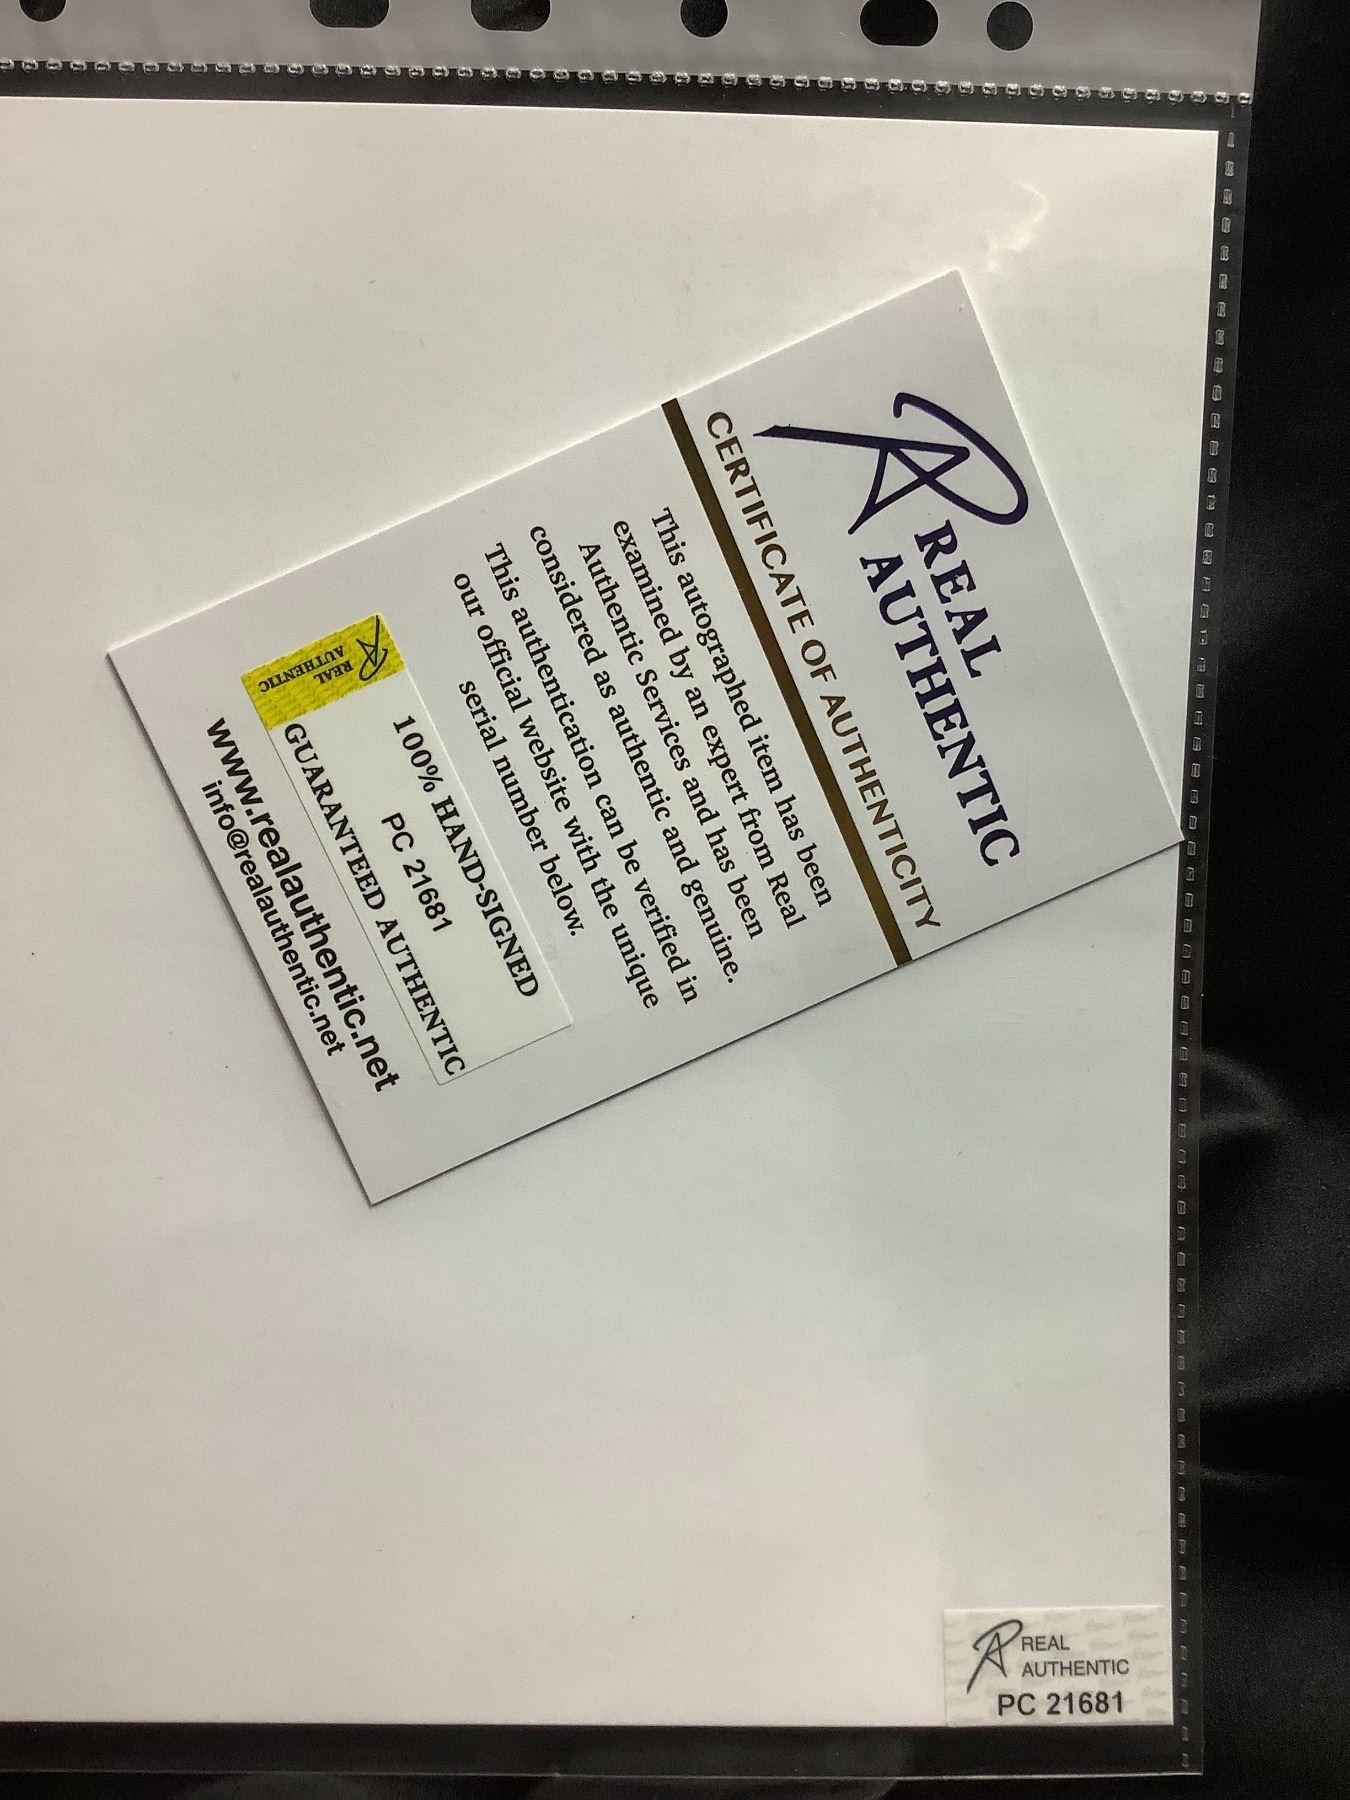 REAL
AUTHENTIC
CERTIFICATE OF AUTHENTICITY
This autographed item has been
examined by an expert from Real
Authentic Services and has been
considered as authentic and genuine.
This authentication can be verified in
our official website with the unique
serial number below.
REAL
AUTHENTIC
100% HAND-SIGNED
PC 21681
GUARANTEED AUTHENTIC
www.realauthentic.net
info@realauthentic.net
REAL
AUTHENTIC
PC 21681